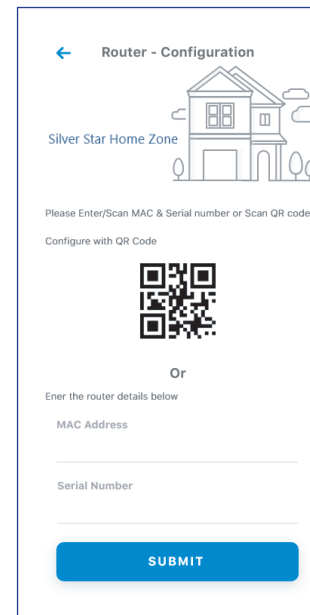 Router - Configuration
Silver Star Home Zone
Please Enter/Scan MAC & Serial number or Scan QR code
Configure with QR Code
Or
Ener the router details below
MAC Address
Serial Number
SUBMIT